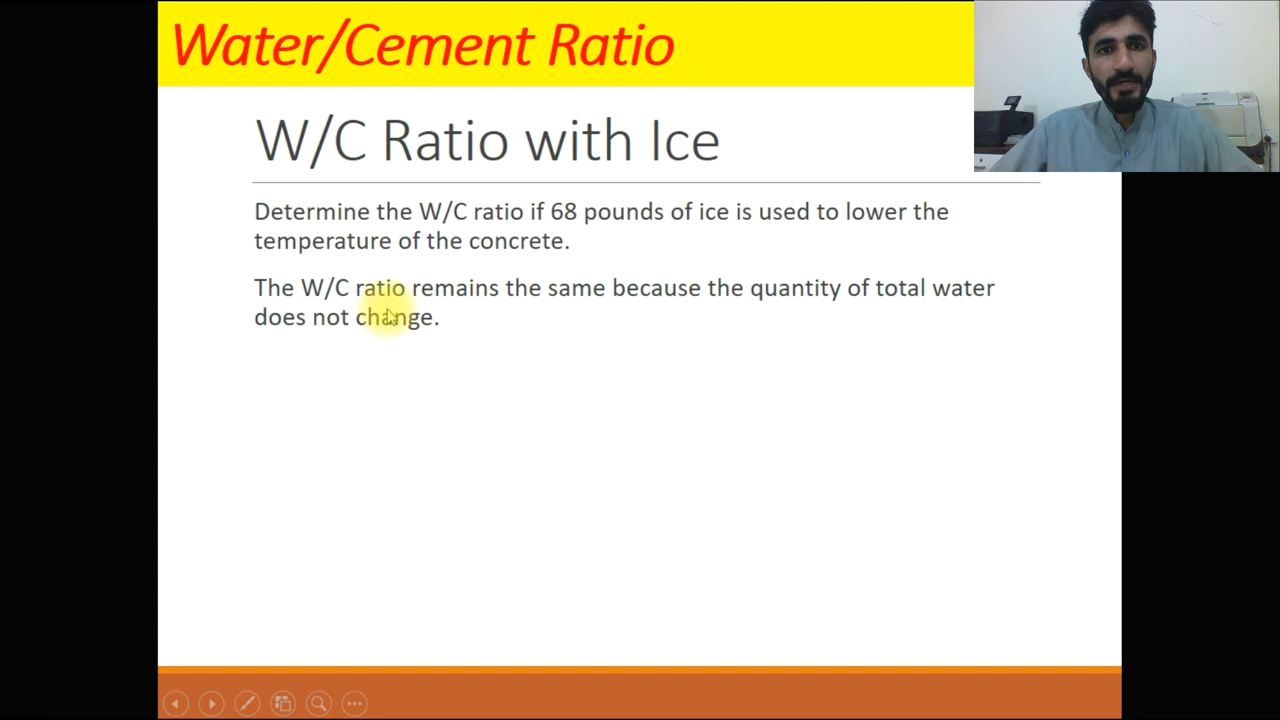 Water/Cement Ratio
W/C Ratio with Ice
Determine the W/C ratio if 68 pounds of ice is used to lower the
temperature of the concrete.
The W/C ratio remains the same because the quantity of total water
does not change.